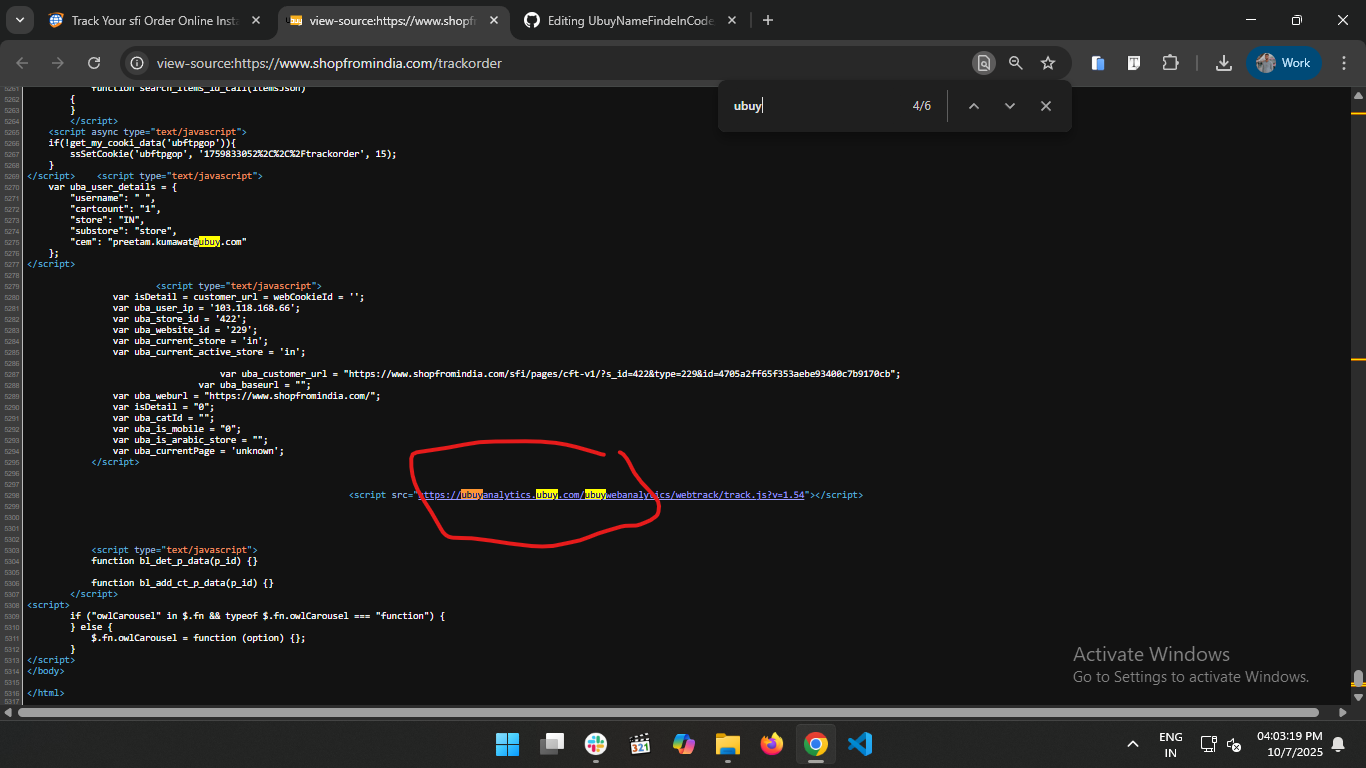 Track Your sfi Order Online Insta
view-source:https://www.shopf
Editing UbuyNameFindeInCode
view-source:https://www.shopfromindia.com/trackorder
Work
ubuy
4/6
5261 function search_items_id_call(itemsJson)
5262 {
5263 }
5264 </script>
5265 <script async type="text/javascript">
5266 if(!get_my_cooki_data('ubftpgop')){
5267 ssSetCookie('ubftpgop', '1759833052%2C%2C%2Ftrackorder', 15);
5268 }
5269 </script> <script type="text/javascript">
5270 var uba_user_details = {
5271 "username": " ",
5272 "cartcount": "1",
5273 "store": "IN",
5274 "substore": "store",
5275 "cem": "preetam.kumawat@ubuy.com"
5276 };
5277 </script>
5278
5279 <script type="text/javascript">
5280 var isDetail = customer_url = webCookieId = '';
5281 var uba_user_ip = '103.118.168.66';
5282 var uba_store_id = '422';
5283 var uba_website_id = '229';
5284 var uba_current_store = 'in';
5285 var uba_current_active_store = 'in';
5286
5287 var uba_customer_url = "https://www.shopfromindia.com/sfi/pages/cft-v1/?s_id=422&type=229&id=4705a2ff65f353aebe93400c7b9170cb";
5288 var uba_baseurl = "";
5289 var uba_weburl = "https://www.shopfromindia.com/";
5290 var isDetail = "0";
5291 var uba_catId = "";
5292 var uba_is_mobile = "0";
5293 var uba_is_arabic_store = "";
5294 var uba_currentPage = 'unknown';
5295 </script>
5296
5297
5298 <script src="https://ubuyanalytics.ubuy.com/ubuywebanalytics/webtrack/track.js?v=1.54"></script>
5299
5300
5301
5302
5303 <script type="text/javascript">
5304 function bl_det_p_data(p_id) {}
5305
5306 function bl_add_ct_p_data(p_id) {}
5307 </script>
5308 <script>
5309 if ("owlCarousel" in $.fn && typeof $.fn.owlCarousel === "function") {
5310 } else {
5311 $.fn.owlCarousel = function (option) {};
5312 }
5313 </script>
5314 </body>
5315
5316 </html>
5317
Activate Windows
Go to Settings to activate Windows.
321
ENG
IN
04:03:19 PM
10/7/2025